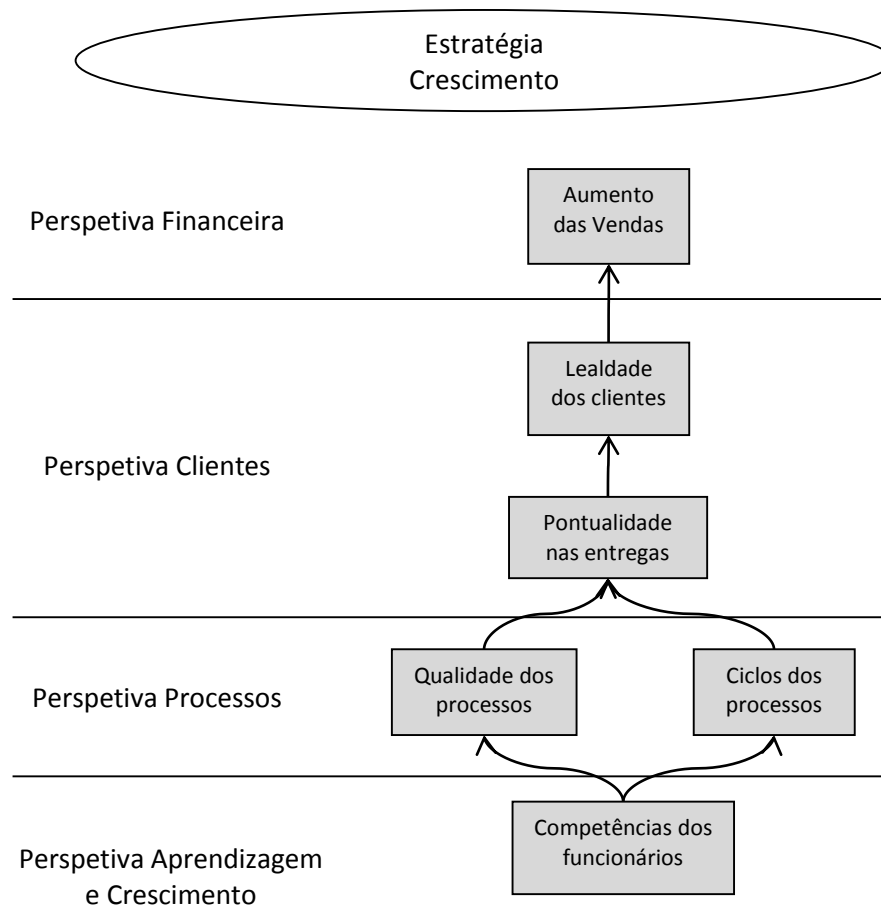 Estratégia
Crescimento
Perspetiva Financeira
Aumento
das Vendas
Perspetiva Clientes
Lealdade
dos clientes
Pontualidade
nas entregas
Perspetiva Processos
Qualidade dos
processos
Ciclos dos
processos
Perspetiva Aprendizagem
e Crescimento
Competências dos
funcionários